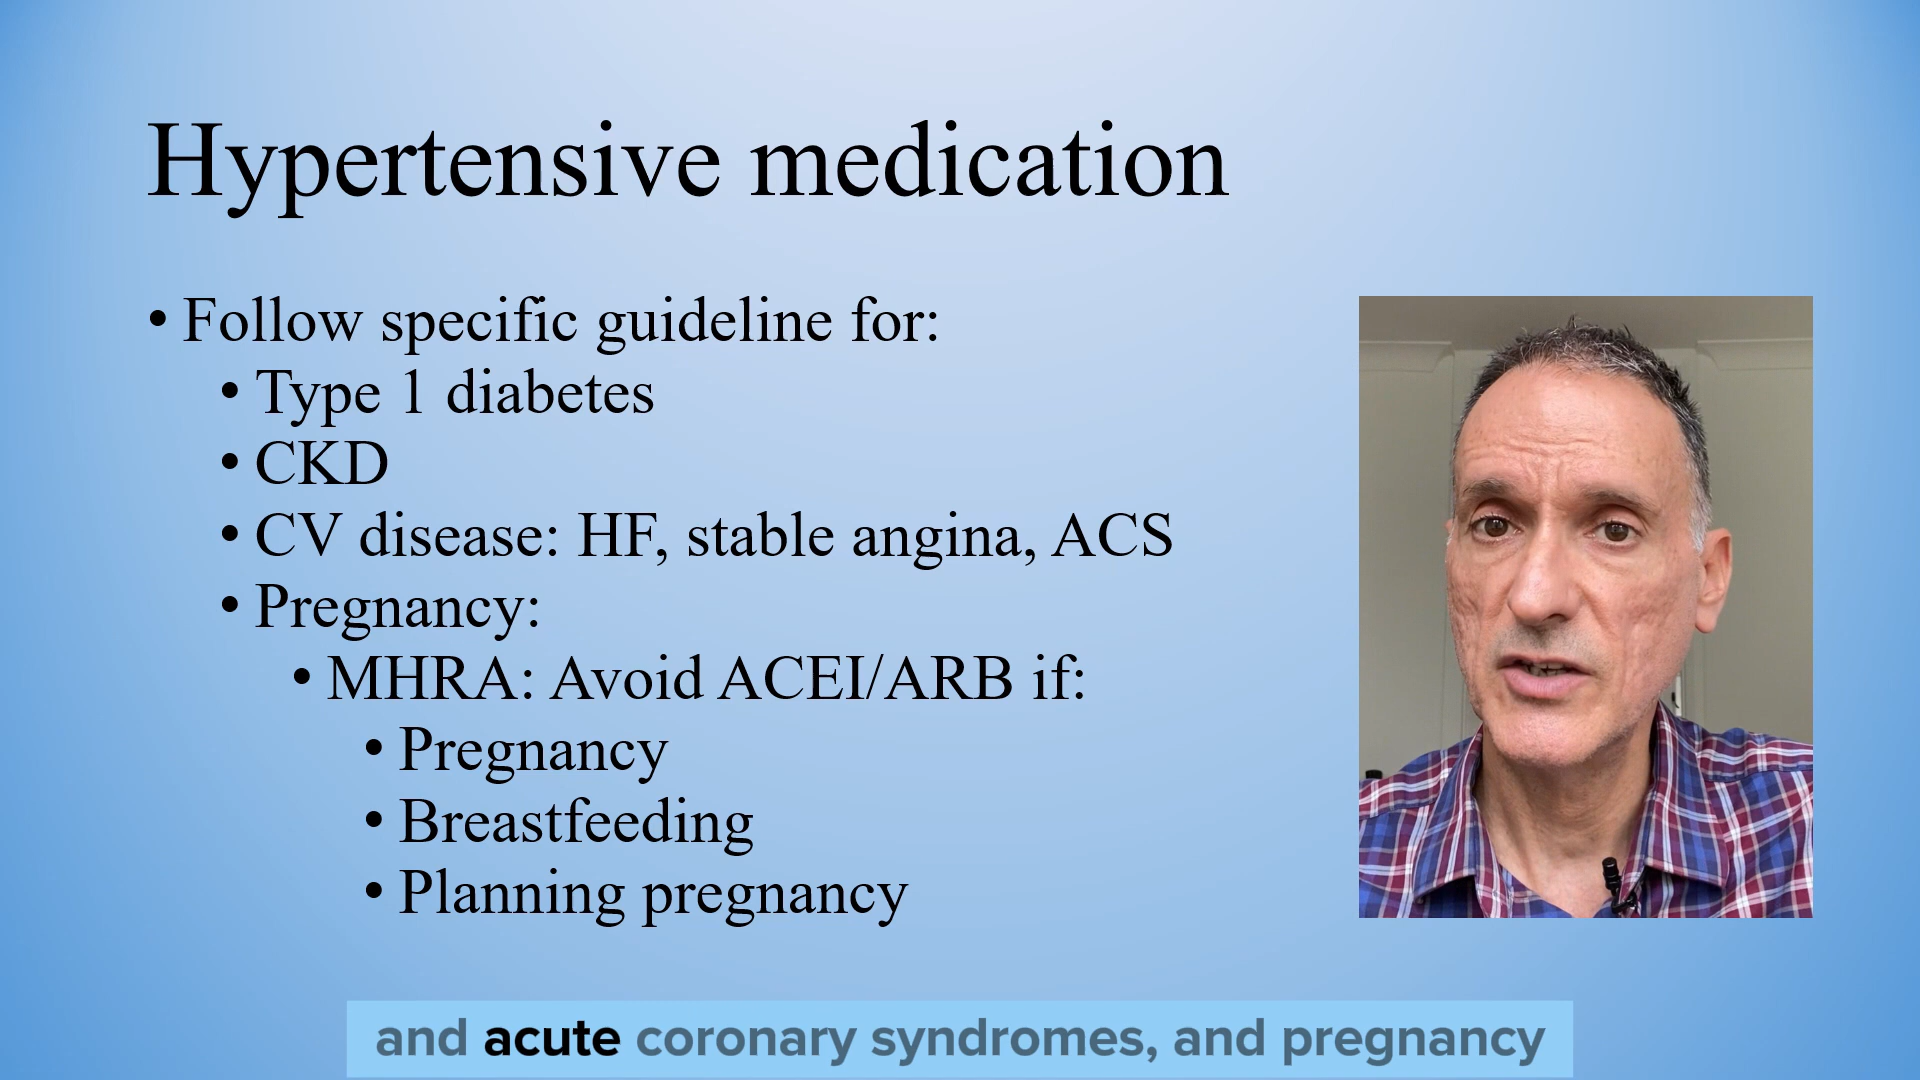 Hypertensive medication
• Follow specific guideline for:
• Type 1 diabetes
• CKD
• CV disease: HF, stable angina, ACS
• Pregnancy:
• MHRA: Avoid ACEI/ARB if:
• Pregnancy
• Breastfeeding
• Planning pregnancy
and acute coronary syndromes, and pregnancy